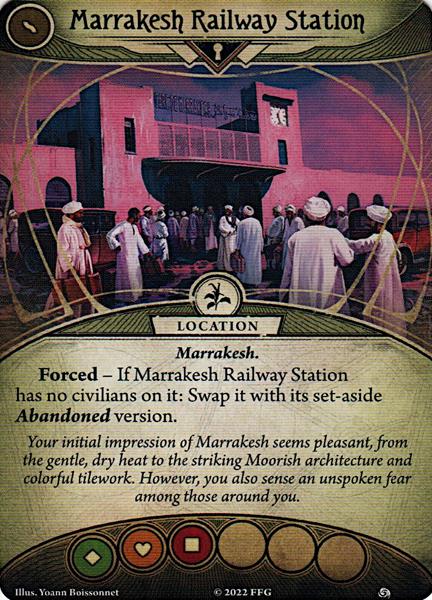 Marrakesh Railway Station
LOCATION
Marrakesh.
Forced – If Marrakesh Railway Station
has no civilians on it: Swap it with its set-aside
Abandoned version.
Your initial impression of Marrakesh seems pleasant, from
the gentle, dry heat to the striking Moorish architecture and
colorful tilework. However, you also sense an unspoken fear
among those around you.
Illus. Yoann Boissonnet
© 2022 FFG